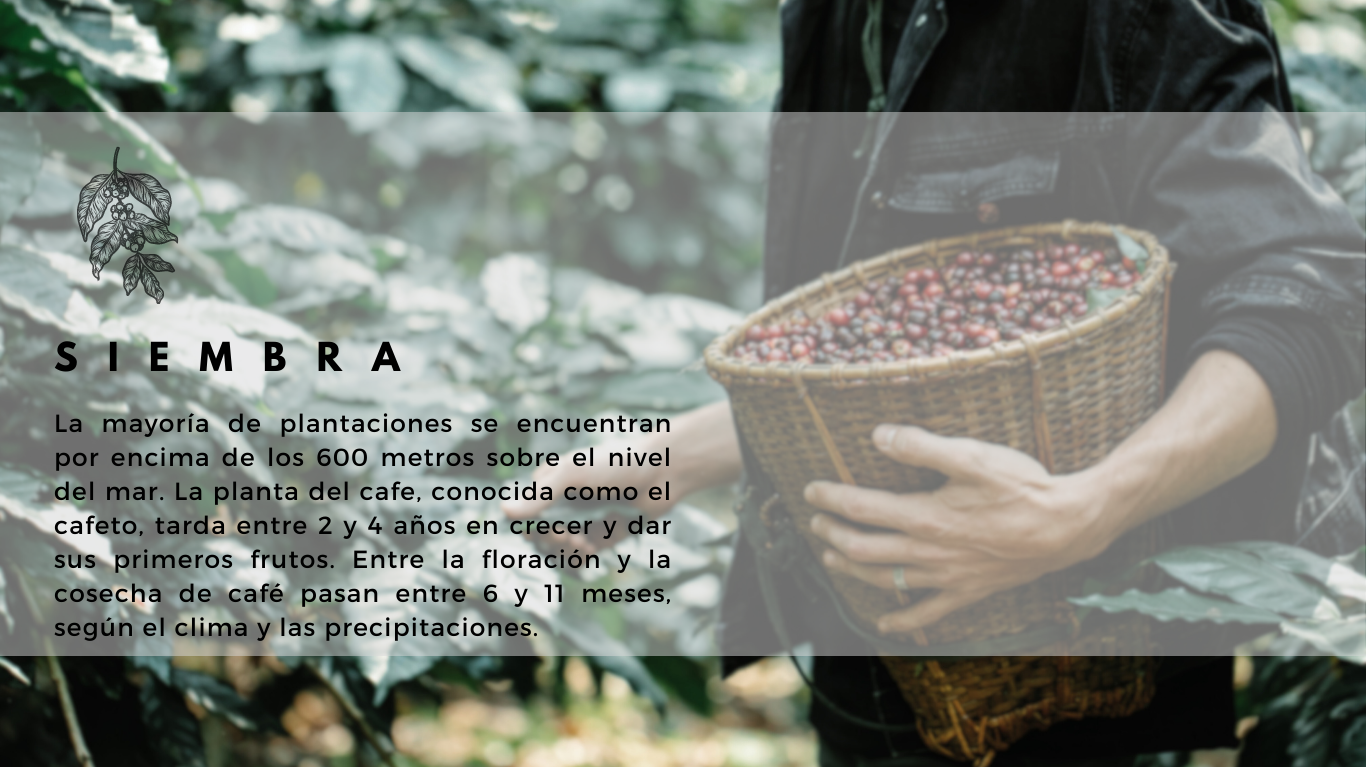 SIEMBRA
La mayoría de plantaciones se encuentran
por encima de los 600 metros sobre el nivel
del mar. La planta del cafe, conocida como el
cafeto, tarda entre 2 y 4 años en crecer y dar
sus primeros frutos. Entre la floración y la
cosecha de café pasan entre 6 y 11 meses,
según el clima y las precipitaciones.